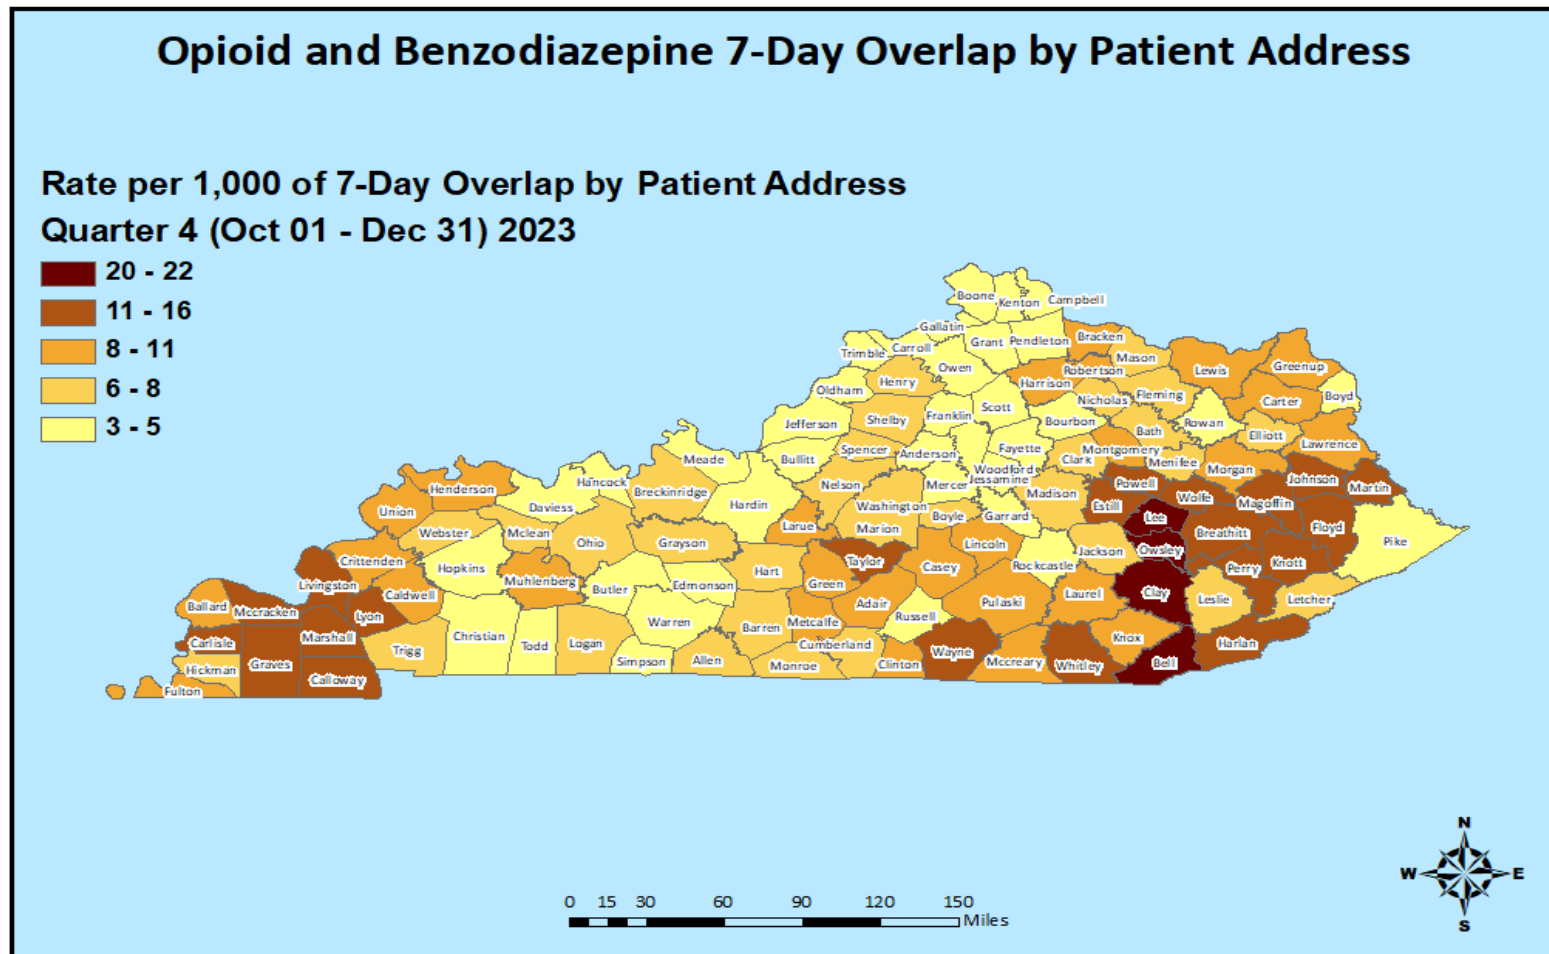 Opioid and Benzodiazepine 7-Day Overlap by Patient Address
Rate per 1,000 of 7-Day Overlap by Patient Address
Quarter 4 (Oct 01 - Dec 31) 2023
20 - 22
11 - 16
8 - 11
6 - 8
3 - 5
Boone
Kenton
Campbell
Gallatin
Grant
Pendleton
Bracken
Trimble
Carroll
Owen
Mason
Lewis
Greenup
Robertson
Oldham
Henry
Harrison
Nicholas
Fleming
Carter
Boyd
Jefferson
Shelby
Franklin
Scott
Bourbon
Rowan
Bath
Elliott
Lawrence
Bullitt
Spencer
Anderson
Fayette
Woodford
Jessamine
Clark
Montgomery
Menifee
Morgan
Meade
Hancock
Breckinridge
Hardin
Nelson
Mercer
Madison
Powell
Wolfe
Johnson
Martin
Magoffin
Henderson
Union
Daviess
Washington
Marion
Boyle
Garrard
Estill
Lee
Breathitt
Floyd
Pike
Webster
Mclean
Ohio
Grayson
Larue
Lincoln
Jackson
Owsley
Perry
Knott
Crittenden
Livingston
Hopkins
Muhlenberg
Butler
Edmonson
Hart
Taylor
Green
Casey
Rockcastle
Ballard
Mccracken
Lyon
Caldwell
Warren
Adair
Russell
Pulaski
Laurel
Clay
Leslie
Letcher
Carlisle
Marshall
Christian
Todd
Logan
Barren
Metcalfe
Cumberland
Knox
Harlan
Hickman
Graves
Calloway
Trigg
Simpson
Allen
Monroe
Clinton
Wayne
Mccreary
Whitley
Bell
Fulton
N
W E
S
0 15 30 60 90 120 150
Miles